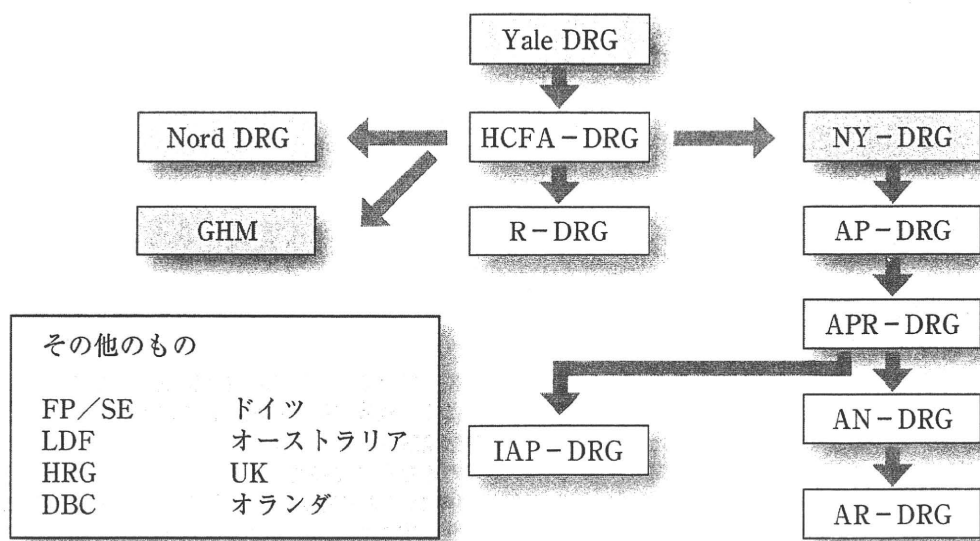 Yale DRG
Nord DRG
HCFA－DRG
NY－DRG
GHM
R－DRG
AP－DRG
APR－DRG
その他のもの
FP／SE ドイツ
LDF オーストラリア
HRG UK
DBC オランダ
IAP－DRG
AN－DRG
AR－DRG